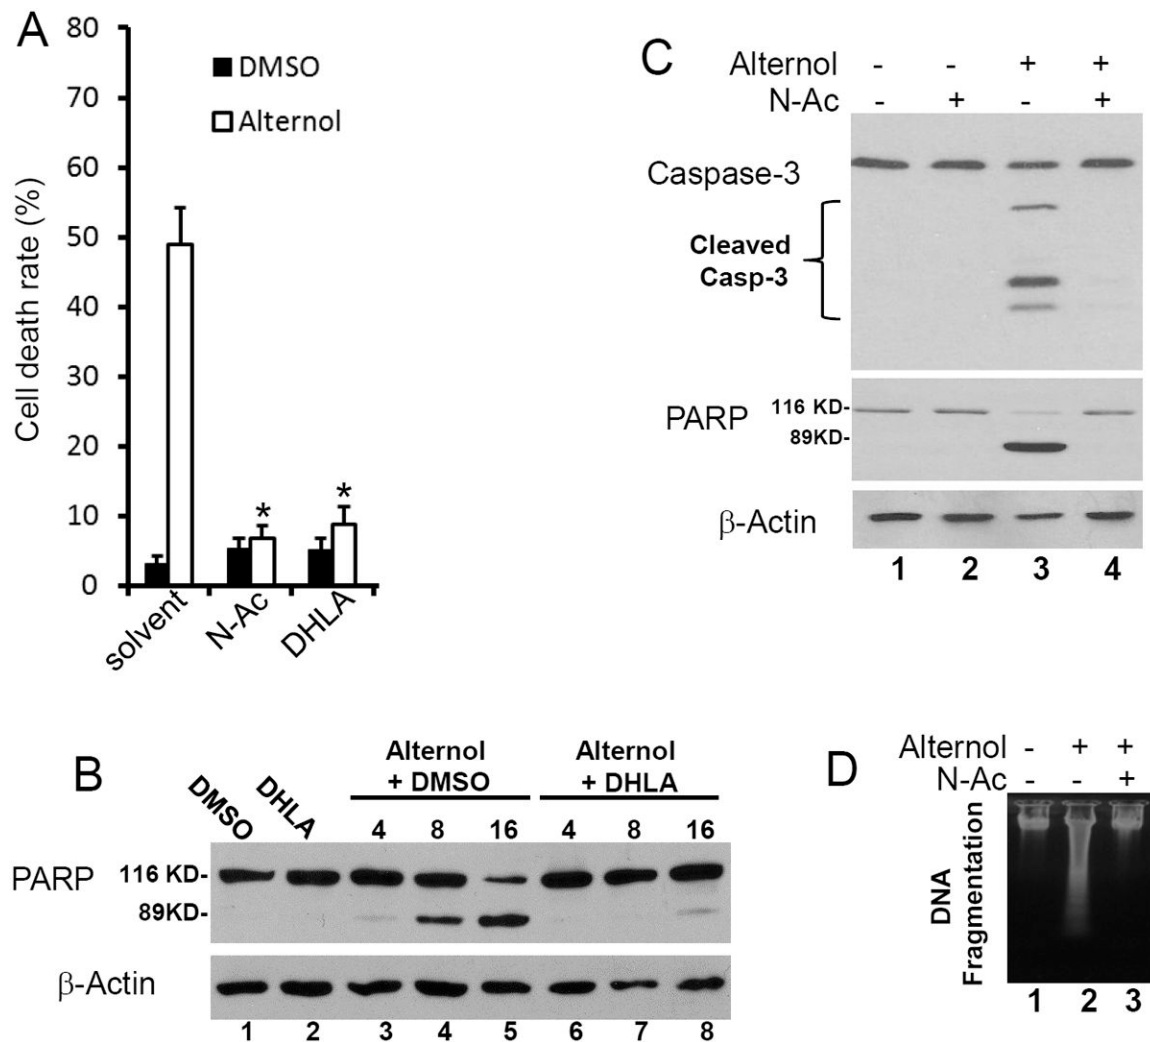 A
80
70
60
50
40
30
20
10
0
Cell death rate (%)
DMSO
Alternol
*
*
solvent
N-Ac
DHLA
C
Alternol - - + +
N-Ac - + - +
Caspase-3
Cleaved
Casp-3
PARP
116 KD-
89KD-
β-Actin
1 2 3 4
B
DMSO
DHLA
Alternol
+ DMSO
Alternol
+ DHLA
4 8 16 4 8 16
PARP
116 KD-
89KD-
β-Actin
1 2 3 4 5 6 7 8
D
Alternol - + +
N-Ac - - +
DNA
Fragmentation
1 2 3